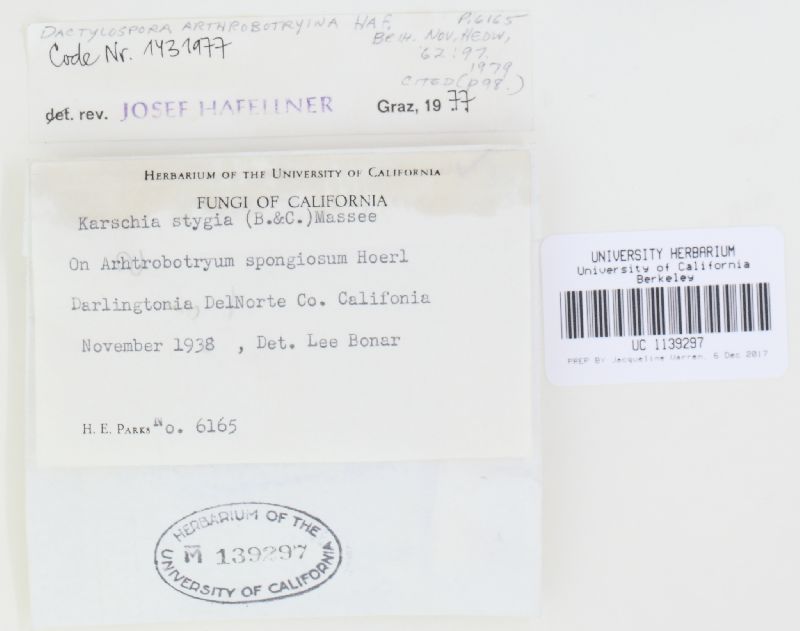 DACTYLOSPORA ARTHROBOTRYINA HAF. P.6165
Code Nr. 1431977
BEIH. NOV. HEDW,
62:97.
1979
CITED (p98.)
det. rev. JOSEF HAFELLNER Graz, 1977
HERBARIUM OF THE UNIVERSITY OF CALIFORNIA
FUNGI OF CALIFORNIA
Karschia stygia (B.&C.)Massee
On Arhtrobotryum spongiosum Hoerl
Darlingtonia DelNorte Co. Califonia
November 1938 , Det. Lee Bonar
H. E. PARKS No. 6165
HERBARIUM OF THE
M 139297
UNIVERSITY OF CALIFORNIA
UNIVERSITY HERBARIUM
University of California
Berkeley
UC 1139297
PREP BY Jacqueline Warren, 6 Dec 2017